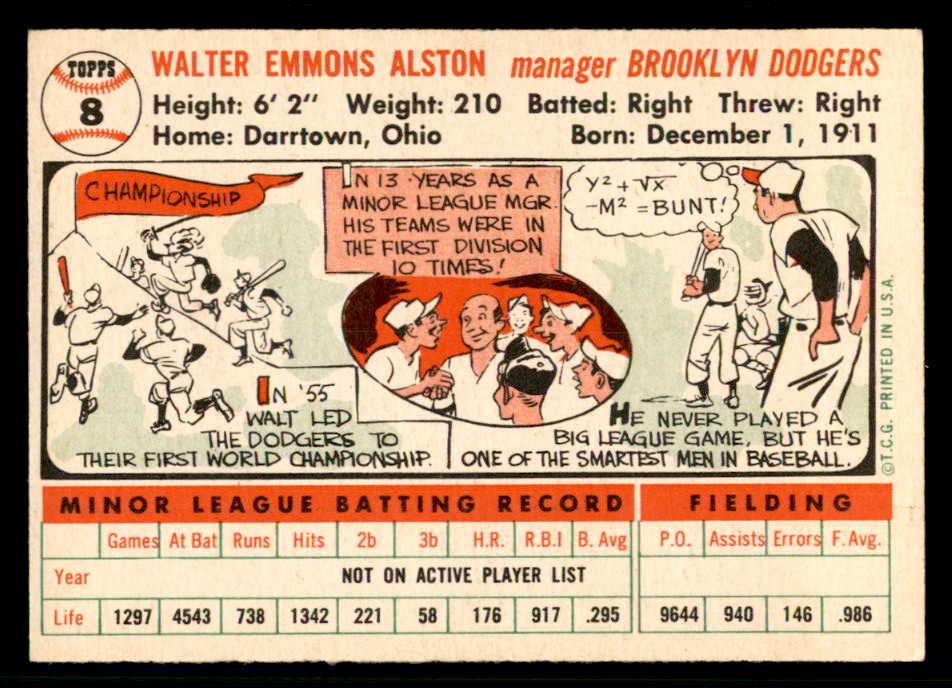 TOPPS
8
WALTER EMMONS ALSTON manager BROOKLYN DODGERS
Height: 6' 2" Weight: 210 Batted: Right Threw: Right
Home: Darrtown, Ohio Born: December 1, 1911
CHAMPIONSHIP
IN '55
WALT LED
THE DODGERS TO
THEIR FIRST WORLD CHAMPIONSHIP.
IN 13 YEARS AS A
MINOR LEAGUE MGR.
HIS TEAMS WERE IN
THE FIRST DIVISION
10 TIMES!
Y² + √X
-M² = BUNT!
HE NEVER PLAYED A
BIG LEAGUE GAME, BUT HE'S
ONE OF THE SMARTEST MEN IN BASEBALL.
©T.C.G. PRINTED IN U.S.A.
MINOR LEAGUE BATTING RECORD FIELDING
Games At Bat Runs Hits 2b 3b H.R. R.B.I B. Avg P.O. Assists Errors F. Avg.
Year NOT ON ACTIVE PLAYER LIST
Life 1297 4543 738 1342 221 58 176 917 .295 9644 940 146 .986